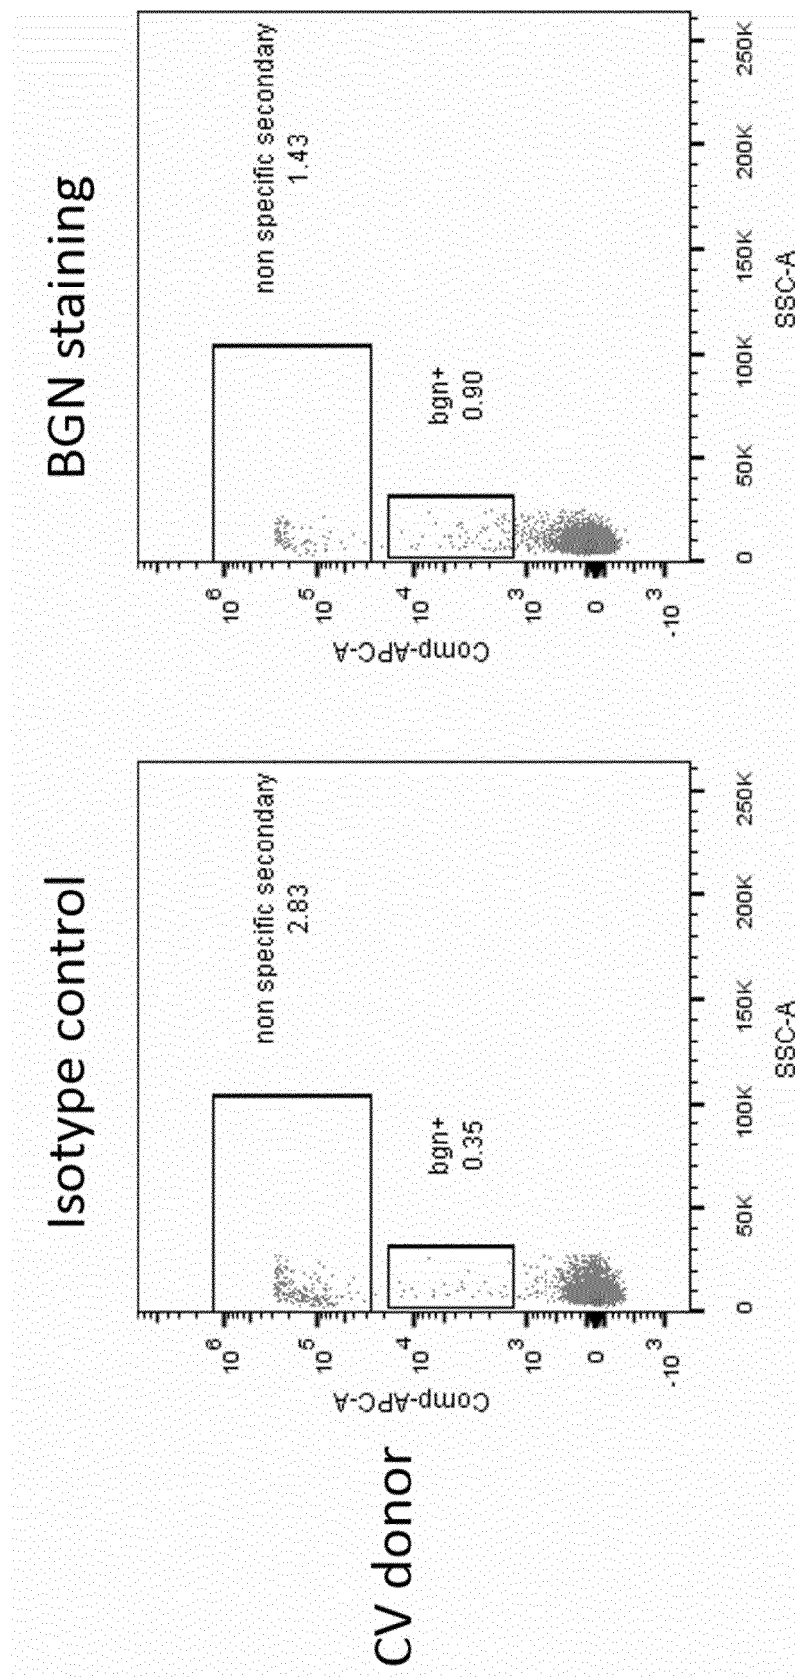 Isotype control
BGN staining
CV donor
Comp-APC-A
10 6
10 5
10 4
10 3
0
-10 3
non specific secondary
2.83
bgn+
0.35
0
50K
100K
150K
200K
250K
SSC-A
Comp-APC-A
10 6
10 5
10 4
10 3
0
-10 3
non specific secondary
1.43
bgn+
0.90
0
50K
100K
150K
200K
250K
SSC-A